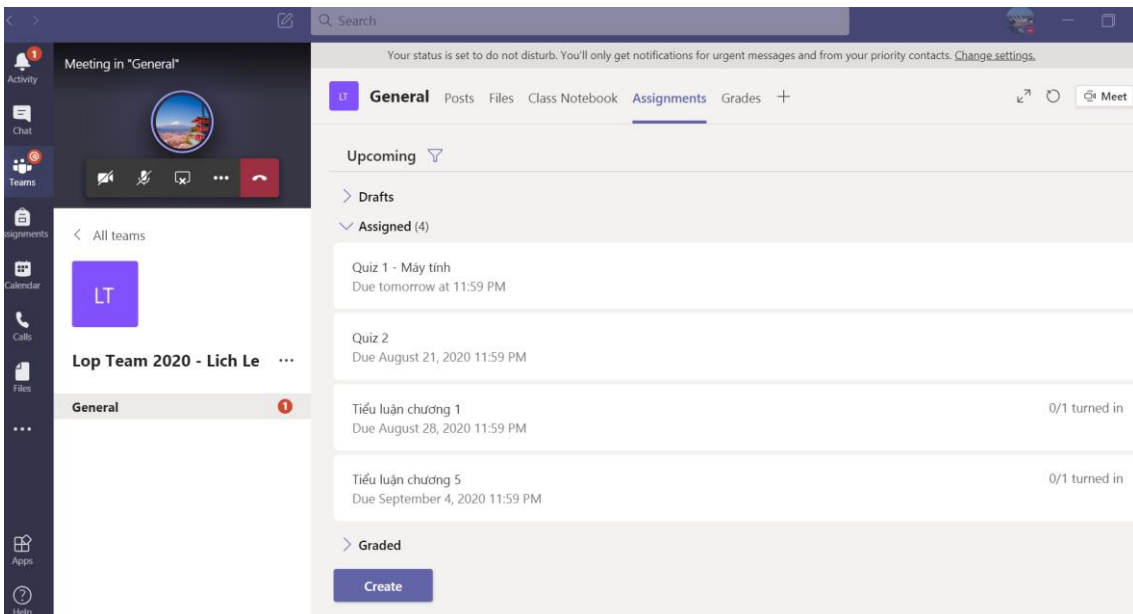 Search
Your status is set to do not disturb. You'll only get notifications for urgent messages and from your priority contacts. Change settings.
Activity
Chat
Teams
ssignments
Calendar
Calls
Files
Apps
Help
1
@
Meeting in "General"
All teams
LT
Lop Team 2020 - Lich Le
General 1
LT General Posts Files Class Notebook Assignments Grades Meet
Upcoming
Drafts
Assigned (4)
Quiz 1 - Máy tính
Due tomorrow at 11:59 PM
Quiz 2
Due August 21, 2020 11:59 PM
Tiểu luận chương 1 0/1 turned in
Due August 28, 2020 11:59 PM
Tiểu luận chương 5 0/1 turned in
Due September 4, 2020 11:59 PM
Graded
Create